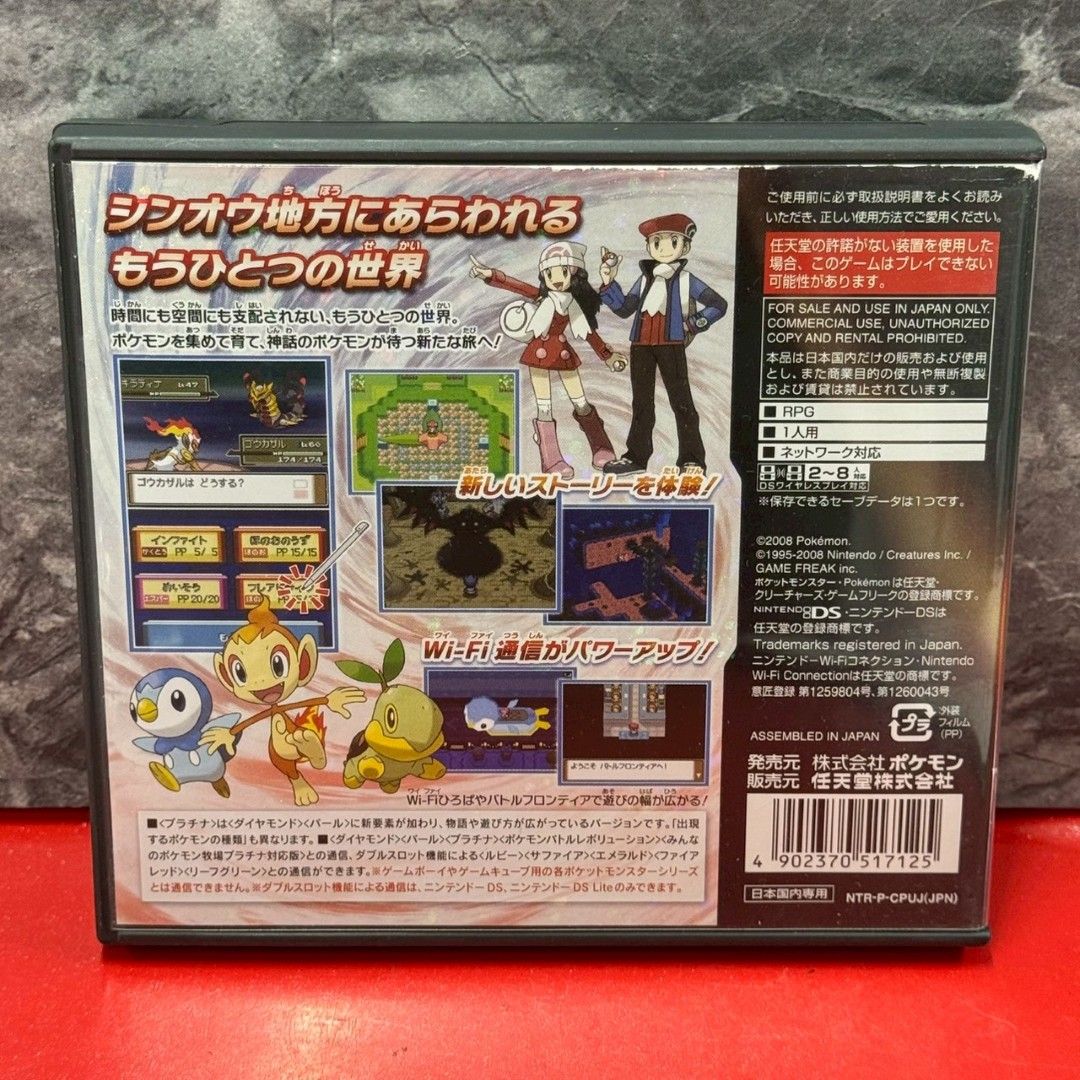 シンオウ地方にあらわれる
もうひとつの世界
時間にも空間にも支配されない、もうひとつの世界。
ポケモンを集めて育て、神話のポケモンが待つ新たな旅へ!
ギラティナ Lv47
HP
ゴウカザル Lv60
HP
174/174
ゴウカザルは どうする?
インファイト
かくとう PP 5/ 5
ほのおのうず
ほのお PP 15/15
めいそう
エスパー PP 20/20
新しいストーリーを体験!
Wi-Fi 通信がパワーアップ!
ようこそ バトルフロンティアへ!
Wi-Fiひろばやバトルフロンティアで遊びの幅が広がる!
■<プラチナ>は<ダイヤモンド><パール>に新要素が加わり、物語や遊び方が広がっているバージョンです。「出現
するポケモンの種類」も異なります。■<ダイヤモンド><パール><プラチナ><ポケモンバトルレボリューション><みんな
のポケモン牧場プラチナ対応版>との通信、ダブルスロット機能による<ルビー><サファイア><エメラルド><ファイア
レッド><リーフグリーン>との通信ができます。※ゲームボーイやゲームキューブ用の各ポケットモンスターシリーズ
とは通信できません。※ダブルスロット機能による通信は、ニンテンドーDS、ニンテンドーDS Liteのみできます。
ご使用前に必ず取扱説明書をよくお読み
いただき、正しい使用方法でご愛用ください。
任天堂の許諾がない装置を使用した
場合、このゲームはプレイできない
可能性があります。
FOR SALE AND USE IN JAPAN ONLY.
COMMERCIAL USE, UNAUTHORIZED
COPY AND RENTAL PROHIBITED.
本品は日本国内だけの販売および使用
とし、また商業目的の使用や無断複製
および賃貸は禁止されています。
■ RPG
■ 1人用
■ ネットワーク対応
2~8人
DSワイヤレスプレイ対応
※保存できるセーブデータは1つです。
©2008 Pokémon.
©1995-2008 Nintendo / Creatures Inc. /
GAME FREAK inc.
ポケットモンスター・Pokémon は任天堂・
クリーチャーズ・ゲームフリークの登録商標です。
NINTENDO DS・ニンテンドーDSは
任天堂の登録商標です。
Trademarks registered in Japan.
ニンテンドーWi-Fiコネクション・Nintendo
Wi-Fi Connectionは任天堂の商標です。
意匠登録 第1259804号、第1260043号
プラ
外装
フィルム
(PP)
ASSEMBLED IN JAPAN
発売元 株式会社 ポケモン
販売元 任天堂株式会社
4 902370 517125
日本国内専用
NTR-P-CPUJ(JPN)